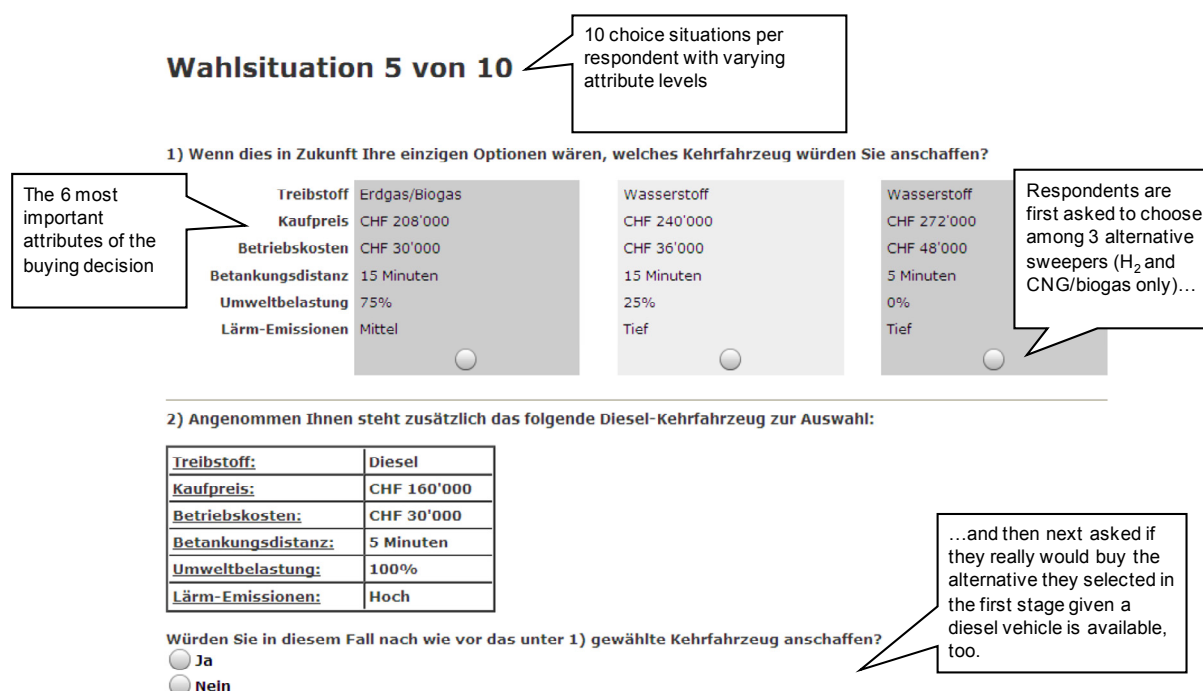 10 choice situations per
respondent with varying
attribute levels
Wahlsituation 5 von 10
1) Wenn dies in Zukunft Ihre einzigen Optionen wären, welches Kehrfahrzeug würden Sie anschaffen?
The 6 most
important
attributes of the
buying decision
Treibstoff Erdgas/Biogas Wasserstoff Wasserstoff
Kaufpreis CHF 208'000 CHF 240'000 CHF 272'000
Betriebskosten CHF 30'000 CHF 36'000 CHF 48'000
Betankungsdistanz 15 Minuten 15 Minuten 5 Minuten
Umweltbelastung 75% 25% 0%
Lärm-Emissionen Mittel Tief Tief
Respondents are
first asked to choose
among 3 alternative
sweepers (H₂ and
CNG/biogas only)…
2) Angenommen Ihnen steht zusätzlich das folgende Diesel-Kehrfahrzeug zur Auswahl:
Treibstoff: Diesel
Kaufpreis: CHF 160'000
Betriebskosten: CHF 30'000
Betankungsdistanz: 5 Minuten
Umweltbelastung: 100%
Lärm-Emissionen: Hoch
…and then next asked if
they really would buy the
alternative they selected in
the first stage given a
diesel vehicle is available,
too.
Würden Sie in diesem Fall nach wie vor das unter 1) gewählte Kehrfahrzeug anschaffen?
Ja
Nein